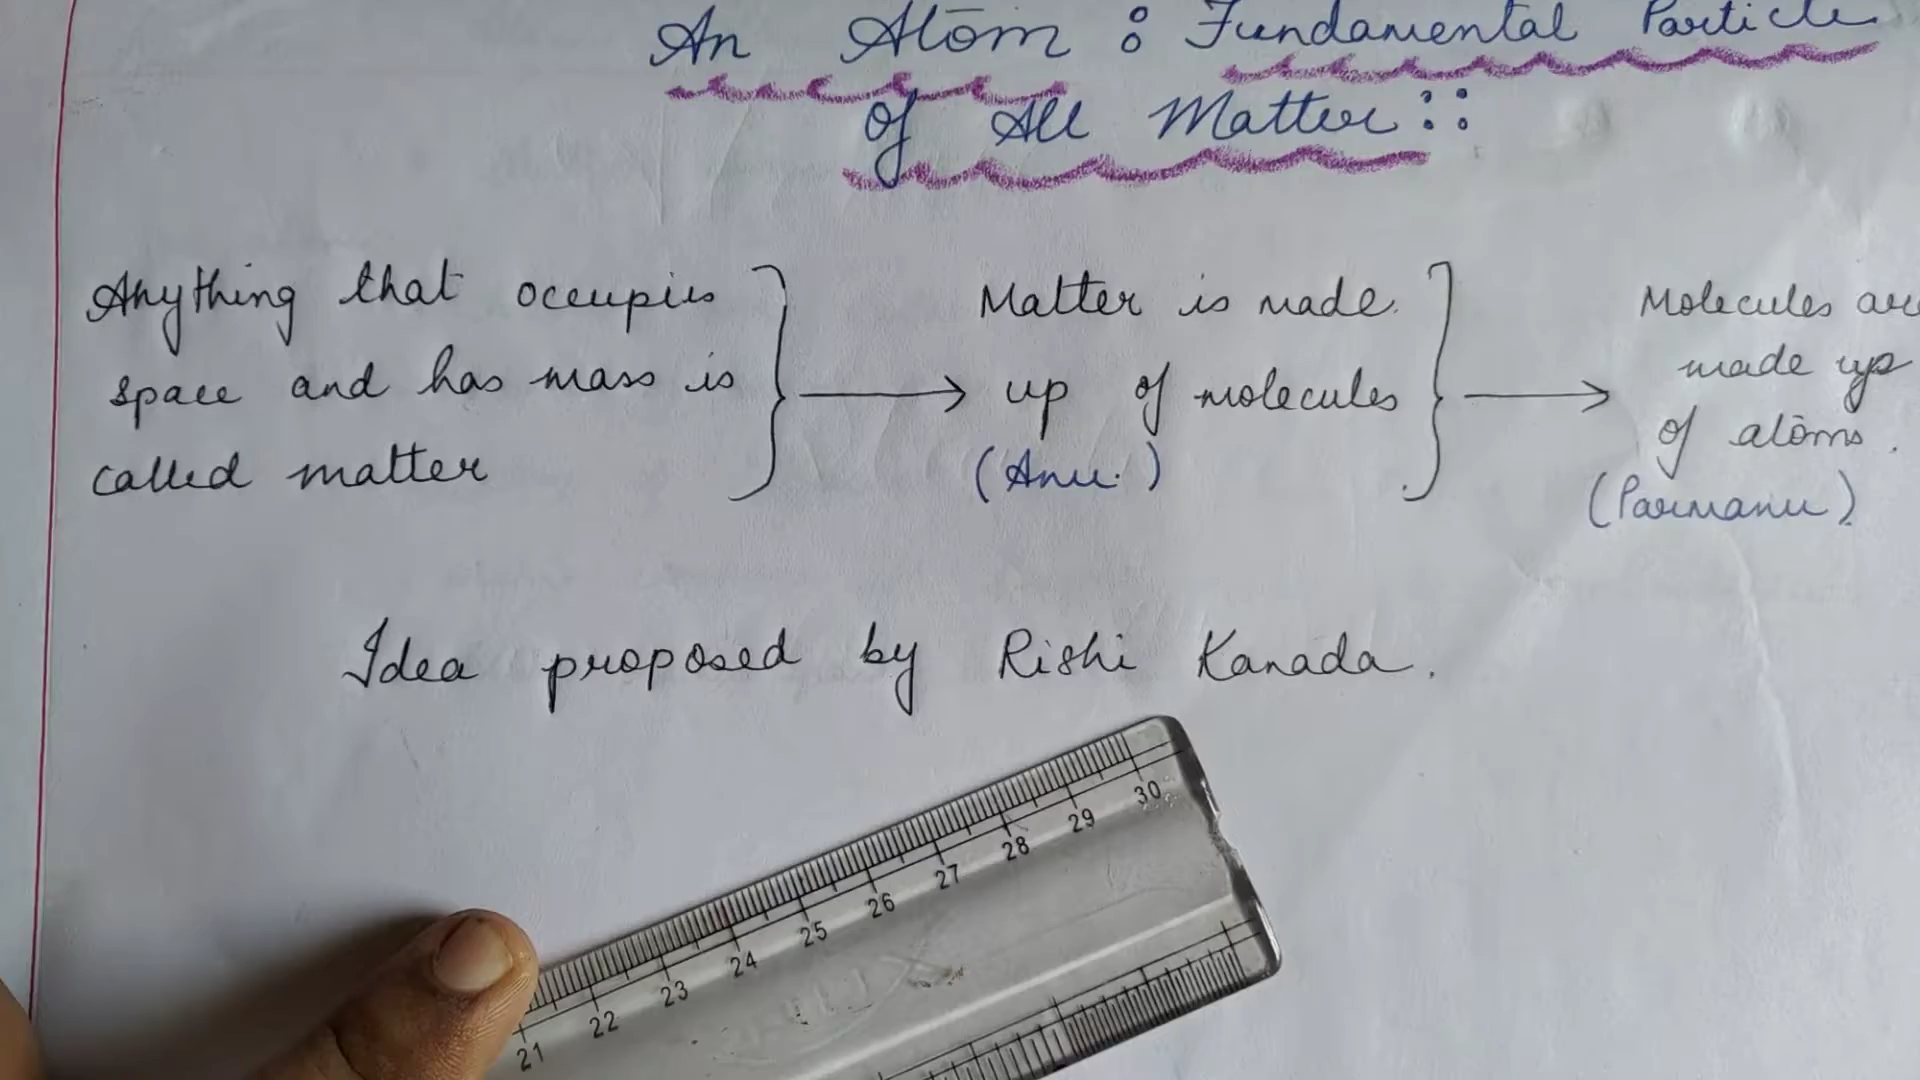 An Atom : Fundamental Particle
of All Matter ::
Anything that occupies
space and has mass is
called matter
Matter is made
up of molecules
(Anu.)
Molecules are
made up
of atoms.
(Parmanu)
Idea proposed by Rishi Kanada.
21 22 23 24 25 26 27 28 29 30